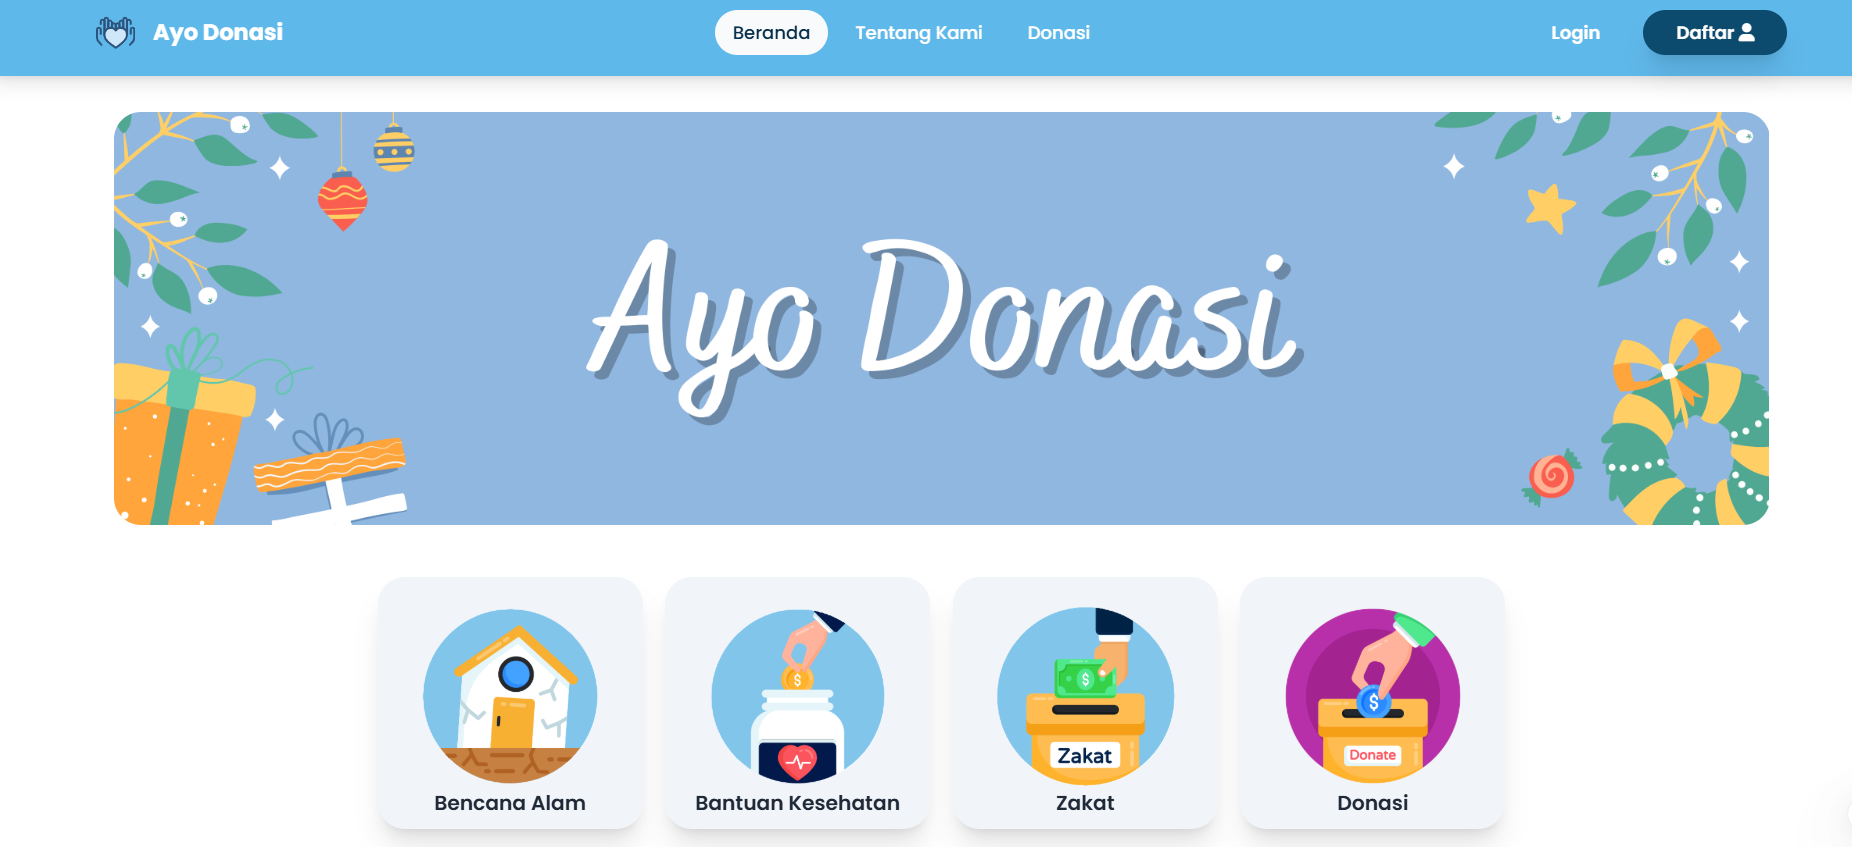 Ayo Donasi
Beranda
Tentang Kami
Donasi
Login
Daftar
Ayo Donasi
$
$
Zakat
$
Donate
Bencana Alam
Bantuan Kesehatan
Zakat
Donasi